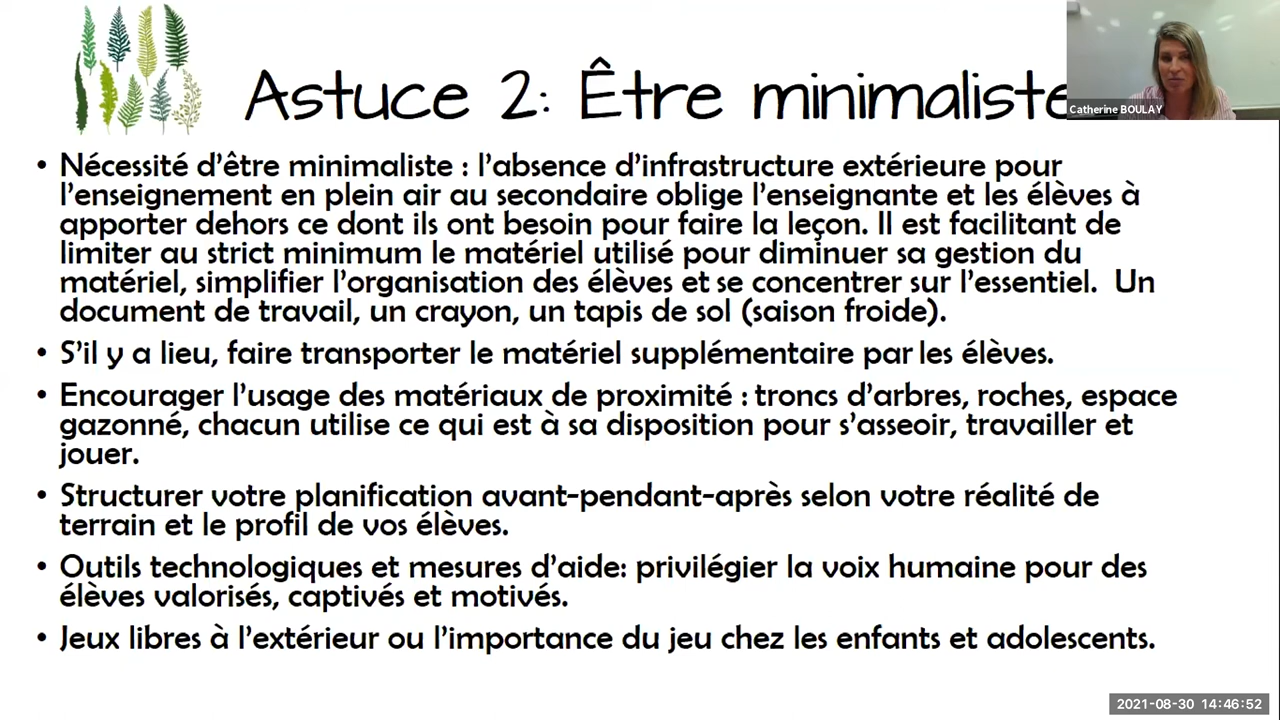 Astuce 2: Être minimaliste
Catherine BOULAY
• Nécessité d'être minimaliste : l'absence d'infrastructure extérieure pour
l'enseignement en plein air au secondaire oblige l'enseignante et les élèves à
apporter dehors ce dont ils ont besoin pour faire la leçon. Il est facilitant de
limiter au strict minimum le matériel utilisé pour diminuer sa gestion du
matériel, simplifier l'organisation des élèves et se concentrer sur l'essentiel.  Un
document de travail, un crayon, un tapis de sol (saison froide).
• S'il y a lieu, faire transporter le matériel supplémentaire par les élèves.
• Encourager l'usage des matériaux de proximité : troncs d'arbres, roches, espace
gazonné, chacun utilise ce qui est à sa disposition pour s'asseoir, travailler et
jouer.
• Structurer votre planification avant-pendant-après selon votre réalité de
terrain et le profil de vos élèves.
• Outils technologiques et mesures d'aide: privilégier la voix humaine pour des
élèves valorisés, captivés et motivés.
• Jeux libres à l'extérieur ou l'importance du jeu chez les enfants et adolescents.
2021-08-30 14:46:52